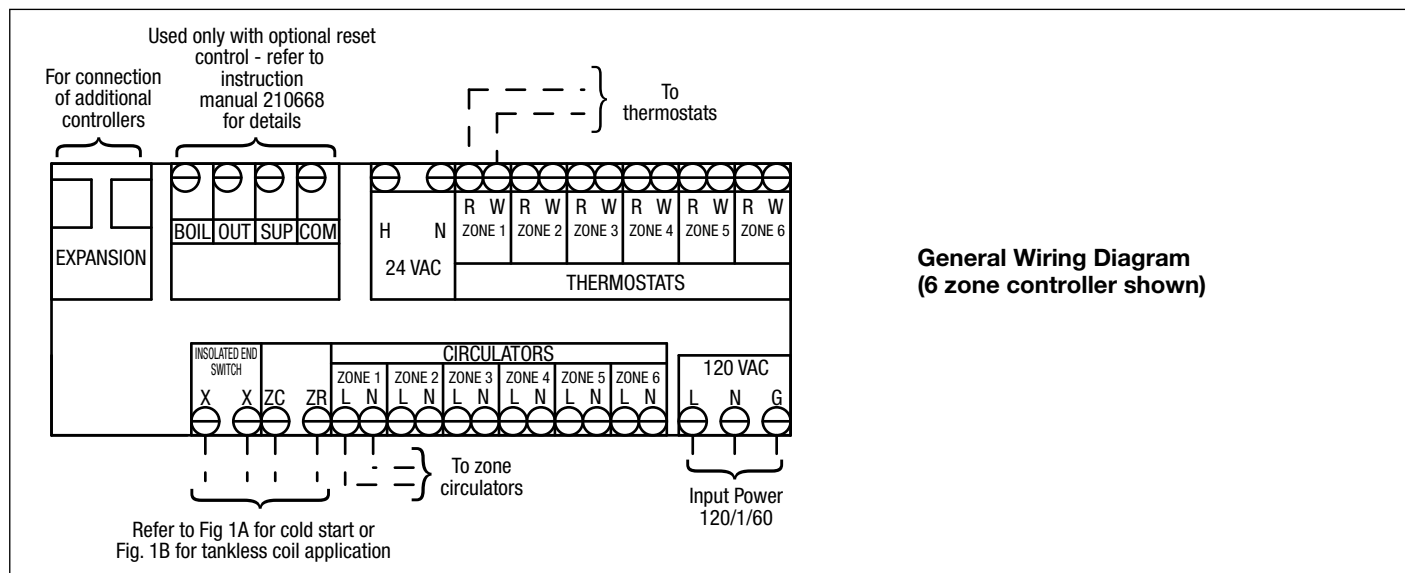 Used only with optional reset
control - refer to
instruction
manual 210668
for details
For connection
of additional
controllers
To
thermostats
BOIL OUT SUP COM
EXPANSION
H N
24 VAC
R W R W R W R W R W R W
ZONE 1 ZONE 2 ZONE 3 ZONE 4 ZONE 5 ZONE 6
THERMOSTATS
General Wiring Diagram
(6 zone controller shown)
INSOLATED END
SWITCH
X X ZC ZR
CIRCULATORS
ZONE 1 ZONE 2 ZONE 3 ZONE 4 ZONE 5 ZONE 6
L N L N L N L N L N L N
120 VAC
L N G
To zone
circulators
Input Power
120/1/60
Refer to Fig 1A for cold start or
Fig. 1B for tankless coil application